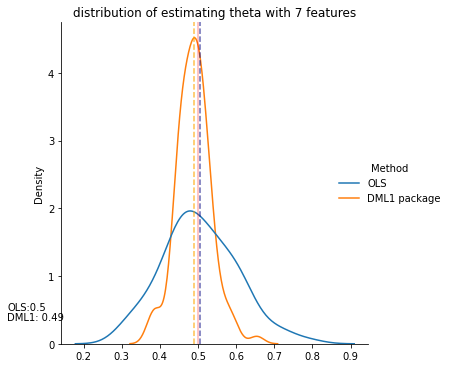 distribution of estimating theta with 7 features
4
3
2
1
0
Density
Method
OLS
DML1 package
OLS:0.5
DML1: 0.49
0.2 0.3 0.4 0.5 0.6 0.7 0.8 0.9